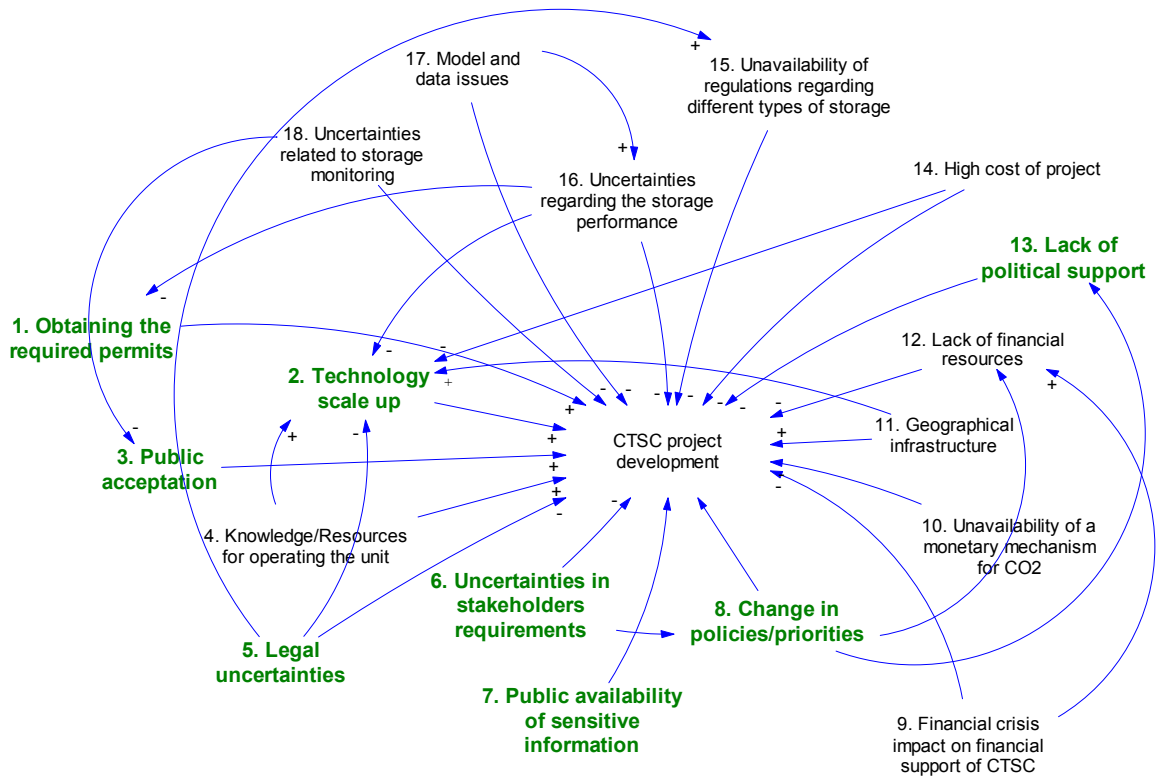 17. Model and
data issues
+
15. Unavailability of
regulations regarding
different types of storage
18. Uncertainties
related to storage
monitoring
+
16. Uncertainties
regarding the storage
performance
14. High cost of project
13. Lack of
political support
-
1. Obtaining the
required permits
12. Lack of financial
resources
-
-
2. Technology
scale up
+
+
-
-
-
-
-
-
-
-
+
-
3. Public
acceptation
+
-
CTSC project
development
+
+
+
-
+
-
11. Geographical
infrastructure
4. Knowledge/Resources
for operating the unit
-
10. Unavailability of a
monetary mechanism
for CO2
6. Uncertainties in
stakeholders
requirements
8. Change in
policies/priorities
5. Legal
uncertainties
7. Public availability
of sensitive
information
9. Financial crisis
impact on financial
support of CTSC